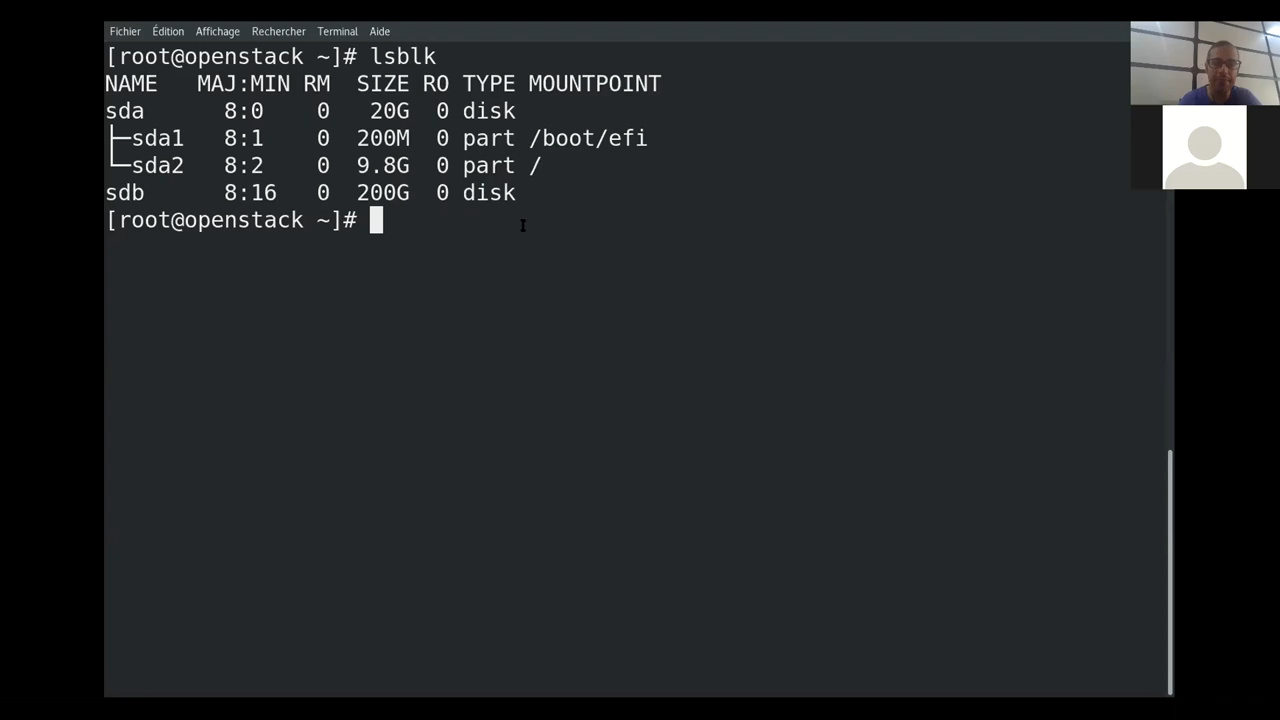 Fichier Édition Affichage Rechercher Terminal Aide
[root@openstack ~]# lsblk
NAME   MAJ:MIN RM  SIZE RO TYPE MOUNTPOINT
sda      8:0    0   20G  0 disk
├─sda1   8:1    0  200M  0 part /boot/efi
└─sda2   8:2    0  9.8G  0 part /
sdb      8:16   0  200G  0 disk
[root@openstack ~]#